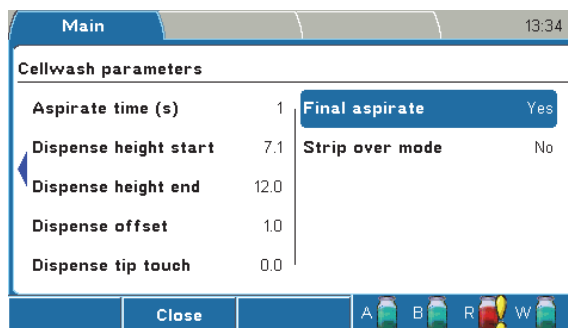 Main 13:34
Cellwash parameters
Aspirate time (s) 1 Final aspirate Yes
Dispense height start 7.1 Strip over mode No
Dispense height end 12.0
Dispense offset 1.0
Dispense tip touch 0.0
Close A B R W